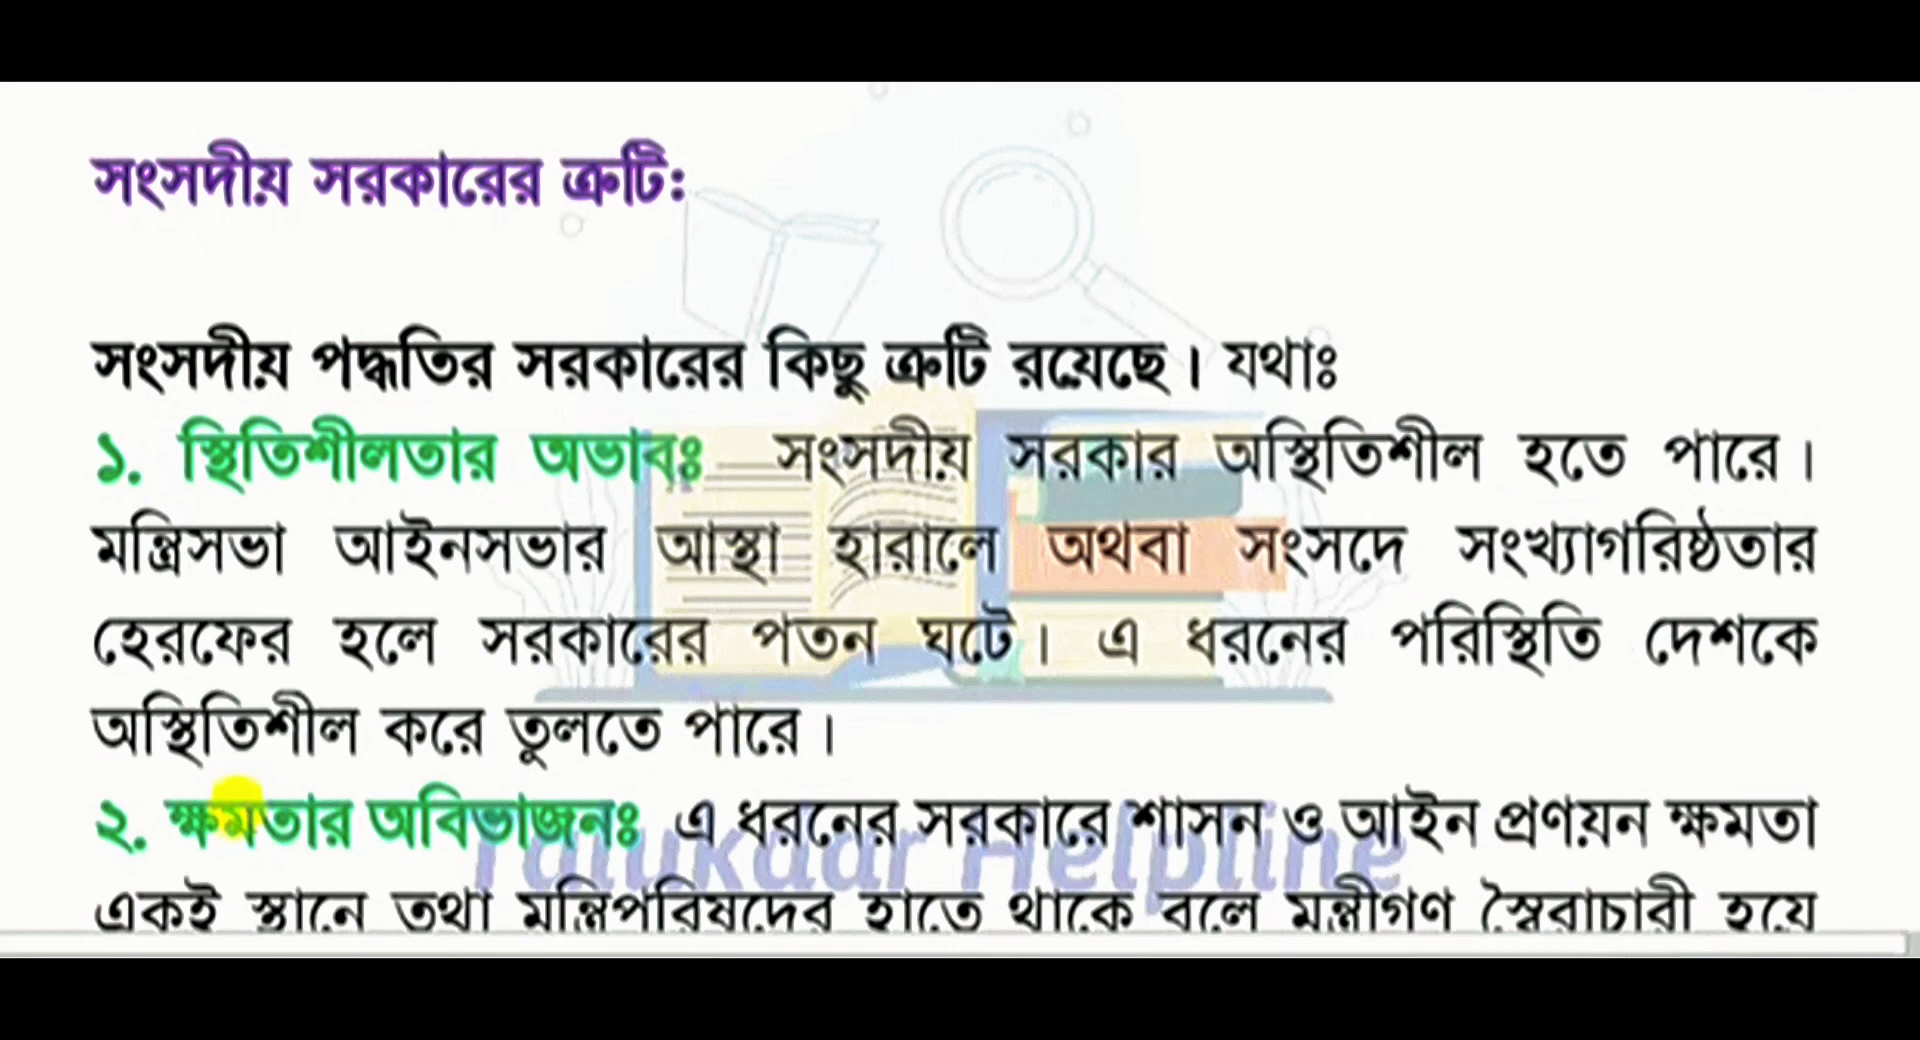 সংসদীয় সরকারের ত্রুটি:
সংসদীয় পদ্ধতির সরকারের কিছু ত্রুটি রয়েছে। যথাঃ
১. স্থিতিশীলতার অভাবঃ সংসদীয় সরকার অস্থিতিশীল হতে পারে।
মন্ত্রিসভা আইনসভার আস্থা হারালে অথবা সংসদে সংখ্যাগরিষ্ঠতার
হেরফের হলে সরকারের পতন ঘটে। এ ধরনের পরিস্থিতি দেশকে
অস্থিতিশীল করে তুলতে পারে।
২. ক্ষমতার অবিভাজনঃ এ ধরনের সরকারে শাসন ও আইন প্রণয়ন ক্ষমতা
Talukdar Helpline
একই স্থানে তথা মন্ত্রিপরিষদের হাতে থাকে বলে মন্ত্রীগণ স্বৈরাচারী হয়ে